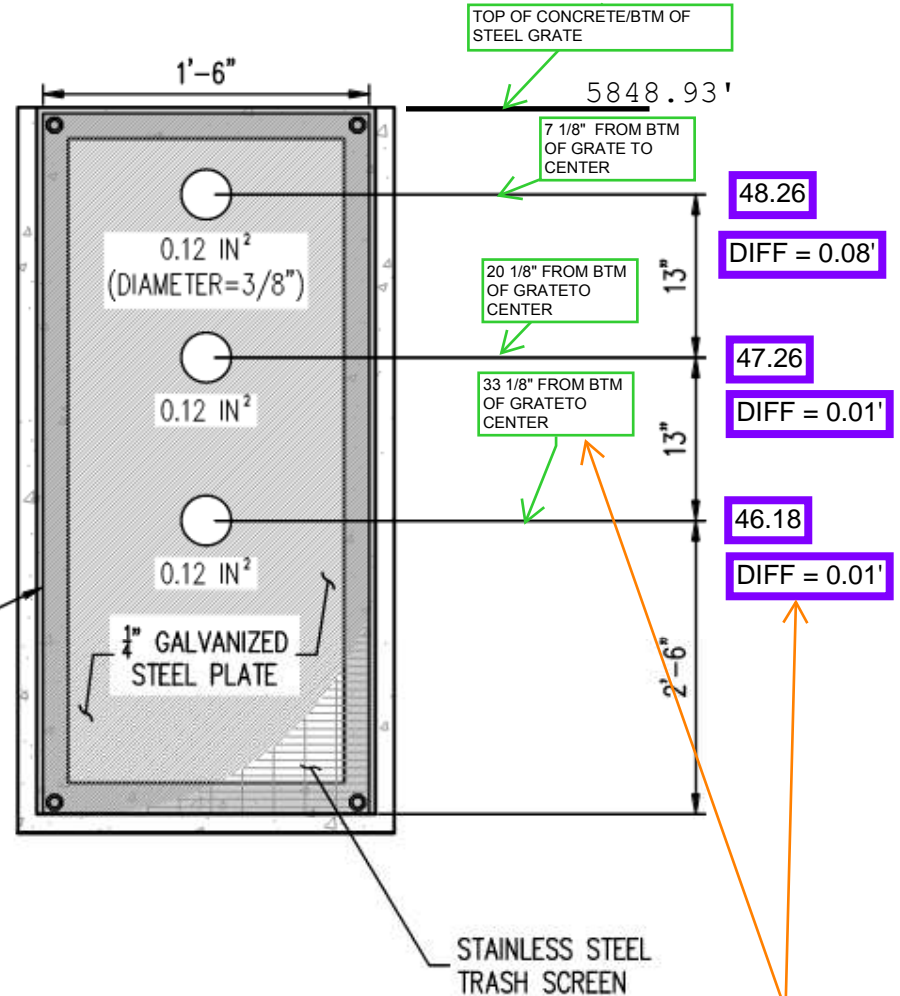 TOP OF CONCRETE/BTM OF
STEEL GRATE
1'-6"
5848.93'
7 1/8" FROM BTM
OF GRATE TO
CENTER
48.26
0.12 IN²
(DIAMETER=3/8")
DIFF = 0.08'
13"
20 1/8" FROM BTM
OF GRATETO
CENTER
47.26
0.12 IN²
33 1/8" FROM BTM
OF GRATETO
CENTER
DIFF = 0.01'
13"
46.18
0.12 IN²
DIFF = 0.01'
1/4" GALVANIZED
STEEL PLATE
2'-6"
STAINLESS STEEL
TRASH SCREEN